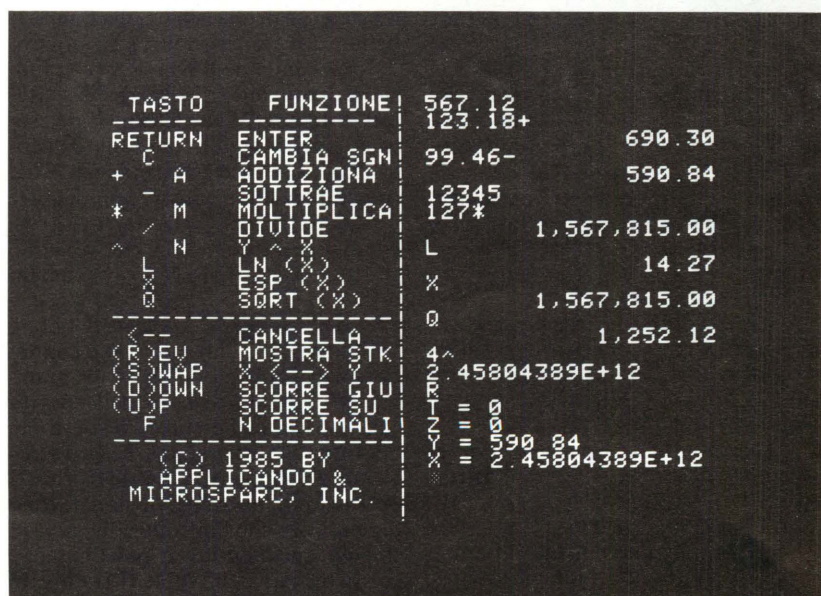 TASTO FUNZIONE!
------ ---------
RETURN ENTER
C CAMBIA SGN!
+ A ADDIZIONA !
- SOTTRAE !
* M MOLTIPLICA!
/ DIVIDE !
^ N Y ^ X !
L LN (X) !
X ESP (X) !
Q SQRT (X) !
--------------------!
<-- CANCELLA !
(R)EV MOSTRA STK!
(S)WAP X <--> Y !
(D)OWN SCORRE GIU!
(U)P SCORRE SU !
F N.DECIMALI!
--------------------!
(C) 1985 BY !
APPLICANDO & !
MICROSPARC, INC. !
567.12
123.18+
690.30
99.46-
590.84
12345
127*
1,567,815.00
L
14.27
X
1,567,815.00
Q
1,252.12
4^
2.45804389E+12
R
T = 0
Z = 0
Y = 590.84
X = 2.45804389E+12